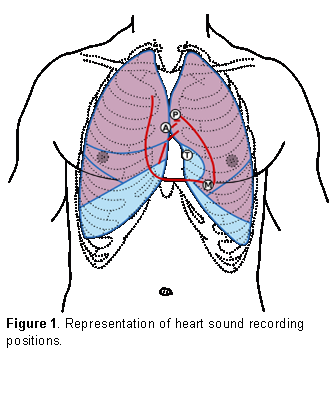 P
A
T
M
Figure 1. Representation of heart sound recording
positions.